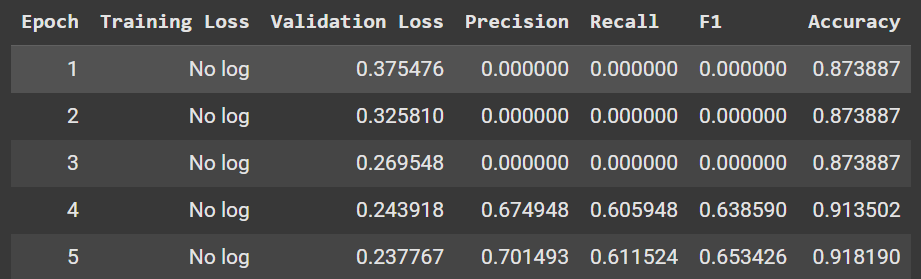 Epoch Training Loss Validation Loss Precision Recall F1 Accuracy
1 No log 0.375476 0.000000 0.000000 0.000000 0.873887
2 No log 0.325810 0.000000 0.000000 0.000000 0.873887
3 No log 0.269548 0.000000 0.000000 0.000000 0.873887
4 No log 0.243918 0.674948 0.605948 0.638590 0.913502
5 No log 0.237767 0.701493 0.611524 0.653426 0.918190